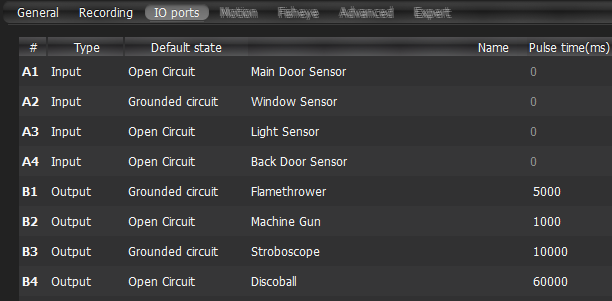 General Recording IO ports Motion Fisheye Advanced Expert
# Type Default state Name Pulse time(ms)
A1 Input Open Circuit Main Door Sensor 0
A2 Input Grounded circuit Window Sensor 0
A3 Input Open Circuit Light Sensor 0
A4 Input Open Circuit Back Door Sensor 0
B1 Output Grounded circuit Flamethrower 5000
B2 Output Open Circuit Machine Gun 1000
B3 Output Grounded circuit Stroboscope 10000
B4 Output Open Circuit Discoball 60000